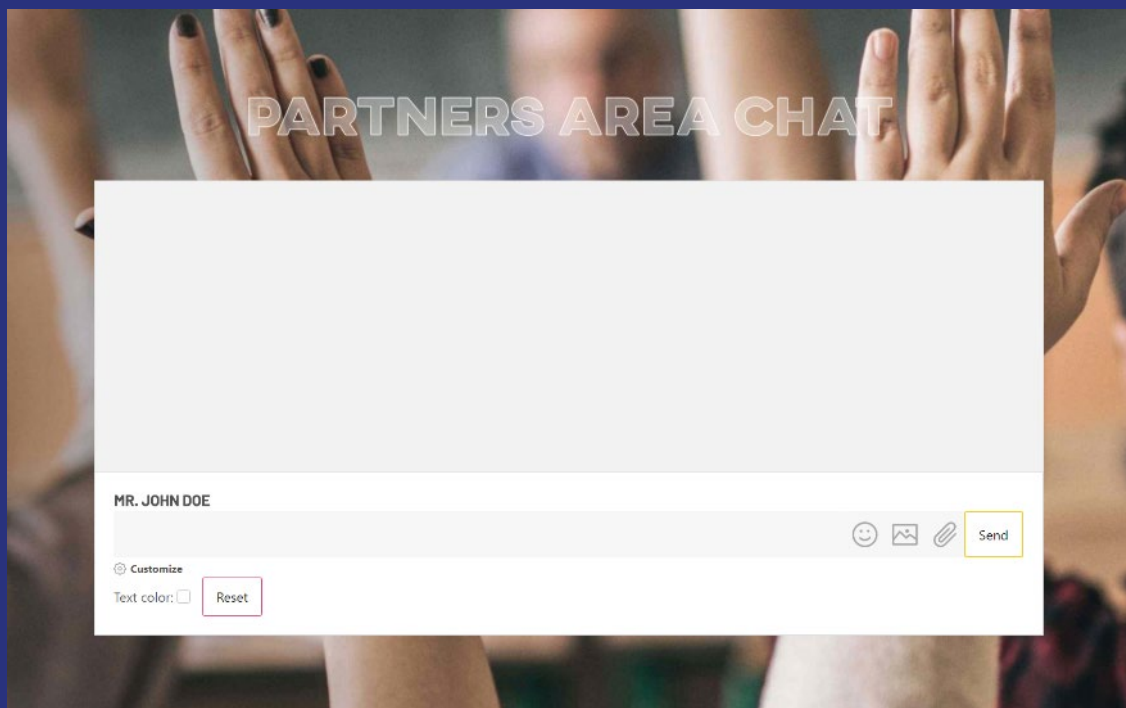 PARTNERS AREA CHAT
MR. JOHN DOE
Send
Customize
Text color:
Reset